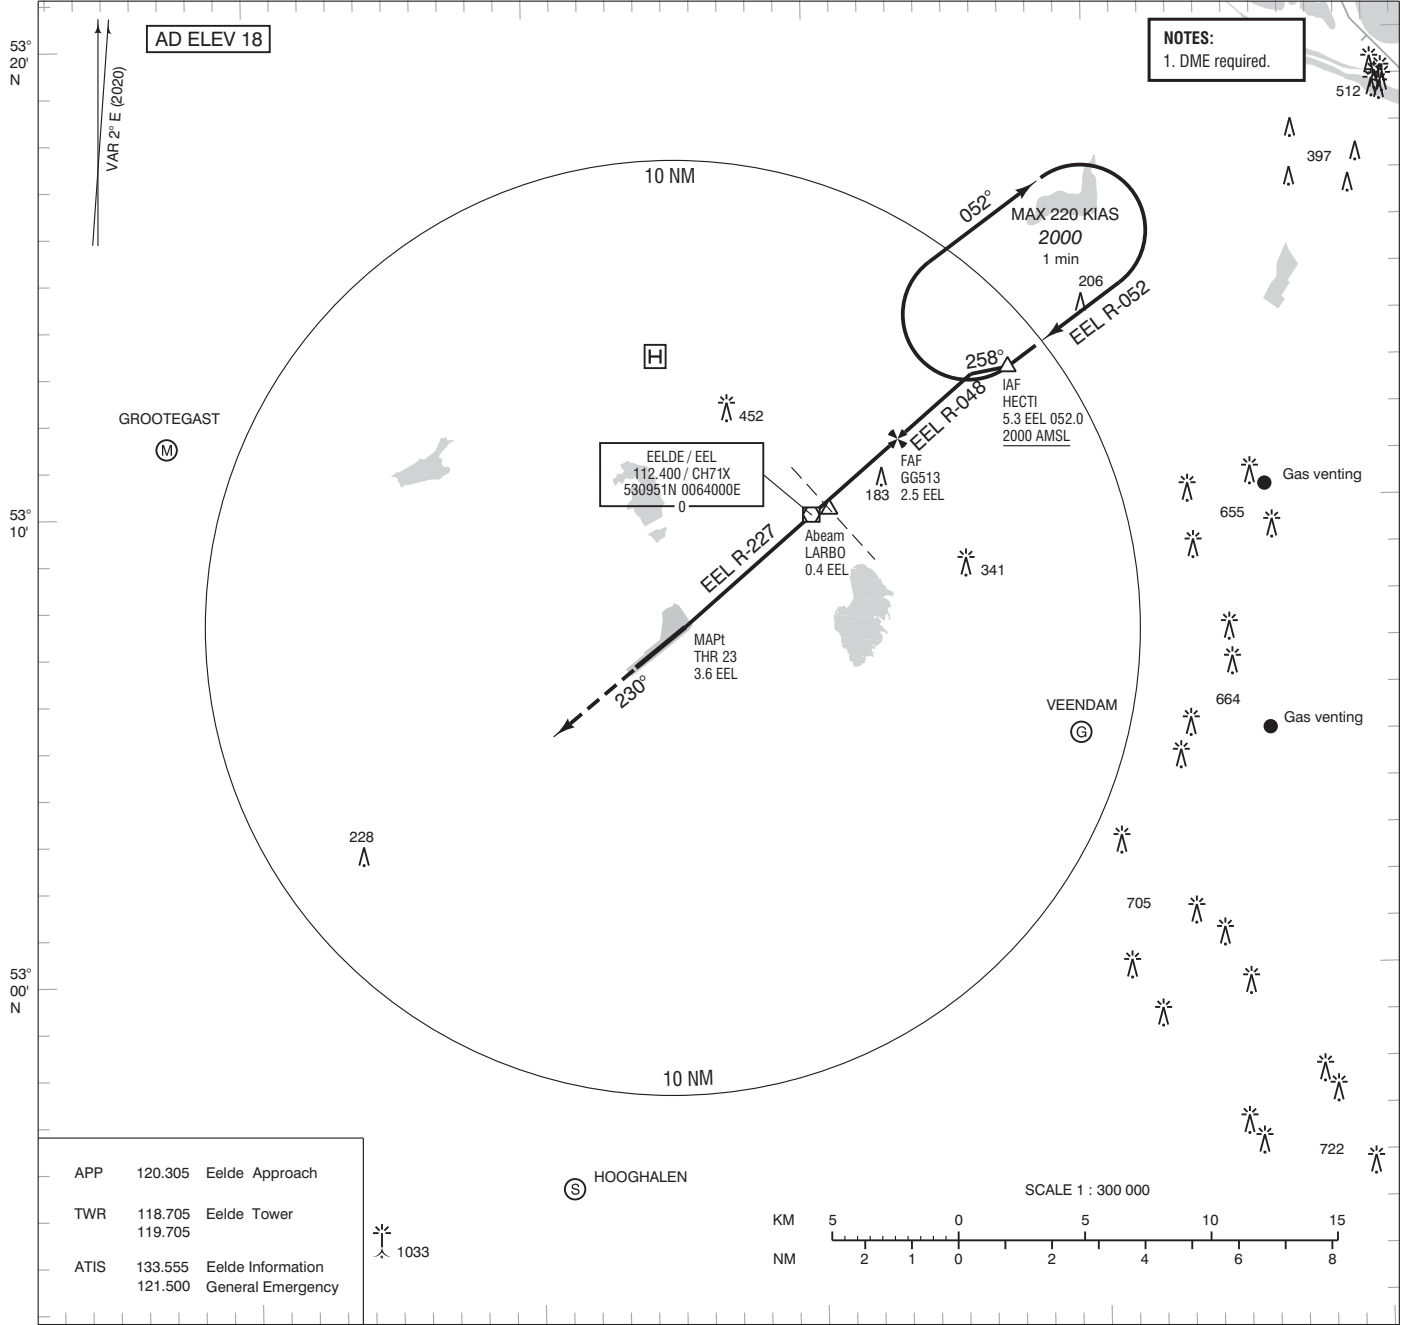 AD ELEV 18
NOTES:
1. DME required.
53°
20'
N
VAR 2° E (2020)
512
397
10 NM
052°
MAX 220 KIAS
2000
1 min
206
EEL R-052
H
258°
IAF
HECTI
5.3 EEL 052.0
2000 AMSL
EEL R-048
GROOTEGAST
M
452
EELDE / EEL
112.400 / CH71X
530951N 0064000E
0
FAF
GG513
2.5 EEL
183
Gas venting
655
53°
10'
EEL R-227
Abeam
LARBO
0.4 EEL
341
MAPt
THR 23
3.6 EEL
230°
664
VEENDAM
G
Gas venting
228
705
53°
00'
N
10 NM
722
APP 120.305 Eelde Approach
TWR 118.705 Eelde Tower
119.705
ATIS 133.555 Eelde Information
121.500 General Emergency
S HOOGHALEN
1033
SCALE 1 : 300 000
KM 5 0 5 10 15
NM 2 1 0 2 4 6 8